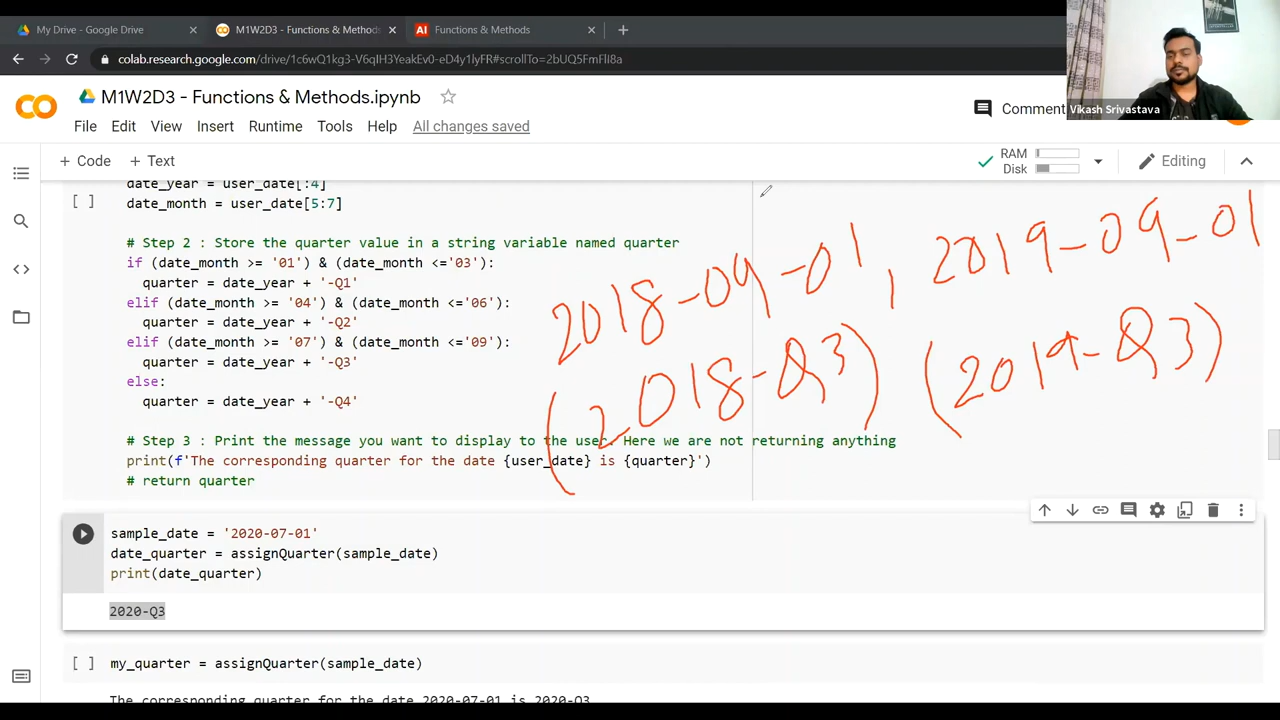 My Drive - Google Drive
M1W2D3 - Functions & Methods
Functions & Methods
colab.research.google.com/drive/1c6wQ1kg3-V6qIH3YeakEv0-eD4y1lyFR#scrollTo=2bUQ5FmFlI8a
Vikash Srivastava
M1W2D3 - Functions & Methods.ipynb
Comment
File Edit View Insert Runtime Tools Help All changes saved
+ Code + Text
RAM
Disk
Editing
date_year = user_date[:4]
[ ] date_month = user_date[5:7]
# Step 2 : Store the quarter value in a string variable named quarter
if (date_month >= '01') & (date_month <='03'):
quarter = date_year + '-Q1'
elif (date_month >= '04') & (date_month <='06'):
quarter = date_year + '-Q2'
elif (date_month >= '07') & (date_month <='09'):
quarter = date_year + '-Q3'
else:
quarter = date_year + '-Q4'
# Step 3 : Print the message you want to display to the user. Here we are not returning anything
print(f'The corresponding quarter for the date {user_date} is {quarter}')
# return quarter
2018-09-01, 2019-09-01
(2018-Q3) (2019-Q3)
sample_date = '2020-07-01'
date_quarter = assignQuarter(sample_date)
print(date_quarter)
2020-Q3
[ ] my_quarter = assignQuarter(sample_date)
The corresponding quarter for the date 2020-07-01 is 2020-Q3